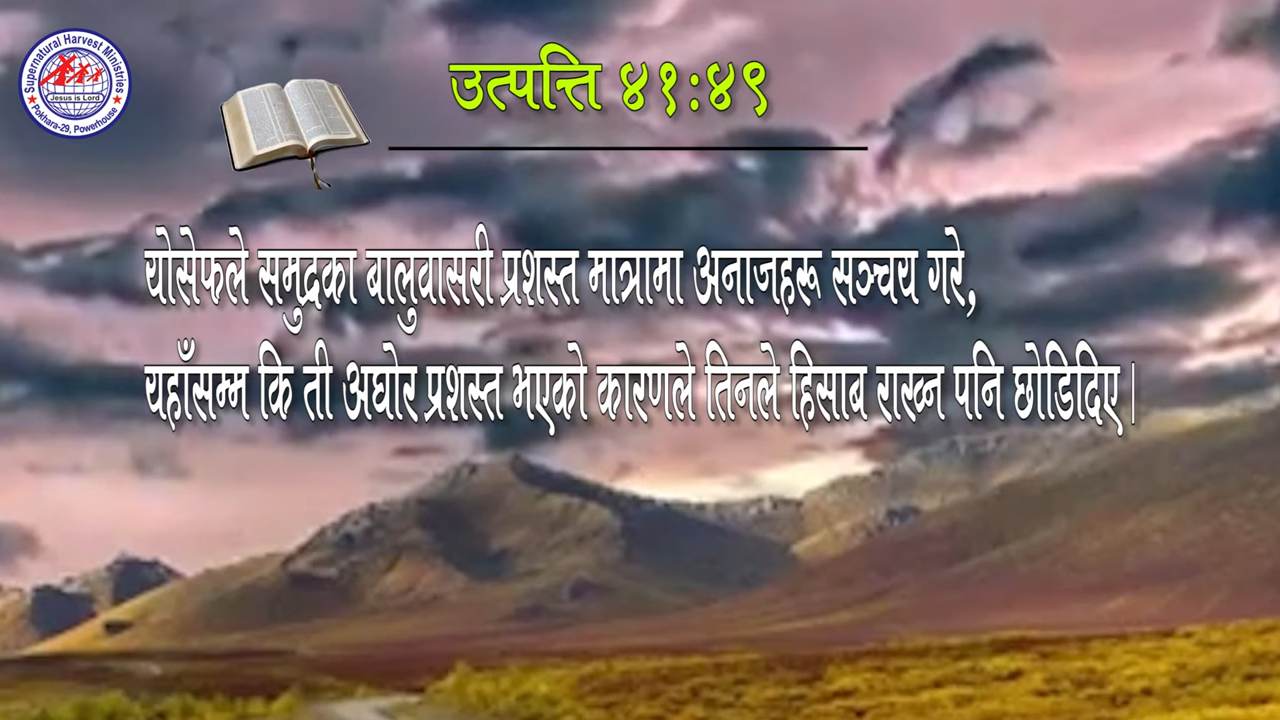 Supernatural Harvest Ministries
Jesus is Lord
Pokhara-29, Powerhouse
उत्पत्ति ४१:४९
योसेफले समुद्रका बालुवासरी प्रशस्त मात्रामा अनाजहरू सञ्चय गरे,
यहाँसम्म कि ती अघोर प्रशस्त भएको कारणले तिनले हिसाब राख्न पनि छोडिदिए।